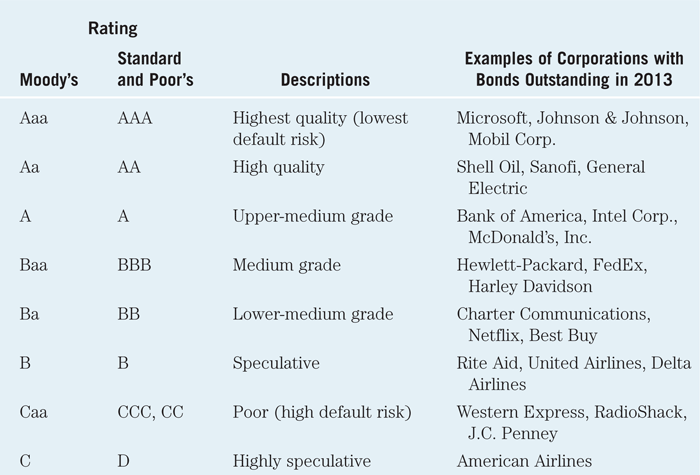 Rating
Moody's
Standard
and Poor's
Descriptions
Examples of Corporations with
Bonds Outstanding in 2013
Aaa AAA Highest quality (lowest
default risk) Microsoft, Johnson & Johnson,
Mobil Corp.
Aa AA High quality Shell Oil, Sanofi, General
Electric
A A Upper-medium grade Bank of America, Intel Corp.,
McDonald's, Inc.
Baa BBB Medium grade Hewlett-Packard, FedEx,
Harley Davidson
Ba BB Lower-medium grade Charter Communications,
Netflix, Best Buy
B B Speculative Rite Aid, United Airlines, Delta
Airlines
Caa CCC, CC Poor (high default risk) Western Express, RadioShack,
J.C. Penney
C D Highly speculative American Airlines